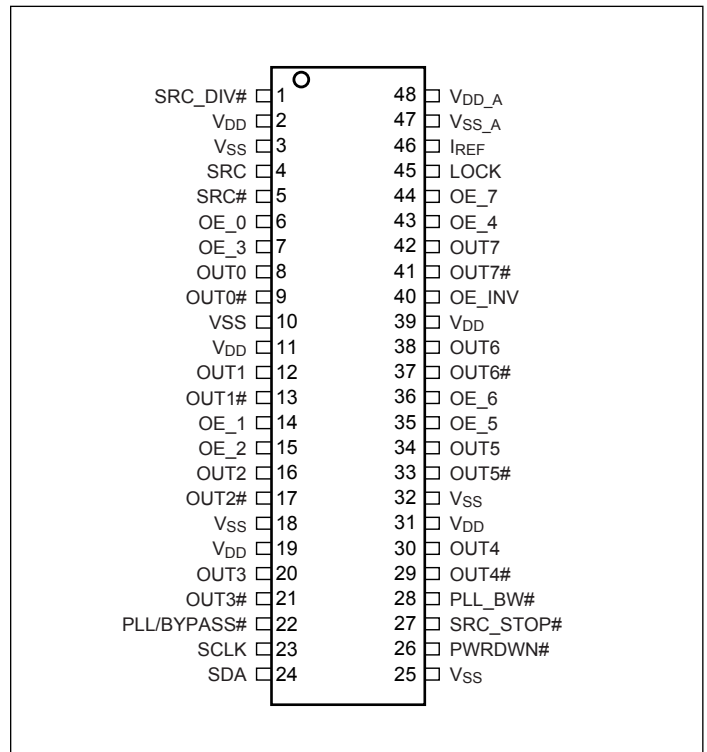 SRC_DIV# 1 48 VDD_A
VDD 2 47 VSS_A
VSS 3 46 IREF
SRC 4 45 LOCK
SRC# 5 44 OE_7
OE_0 6 43 OE_4
OE_3 7 42 OUT7
OUT0 8 41 OUT7#
OUT0# 9 40 OE_INV
VSS 10 39 VDD
VDD 11 38 OUT6
OUT1 12 37 OUT6#
OUT1# 13 36 OE_6
OE_1 14 35 OE_5
OE_2 15 34 OUT5
OUT2 16 33 OUT5#
OUT2# 17 32 VSS
VSS 18 31 VDD
VDD 19 30 OUT4
OUT3 20 29 OUT4#
OUT3# 21 28 PLL_BW#
PLL/BYPASS# 22 27 SRC_STOP#
SCLK 23 26 PWRDWN#
SDA 24 25 VSS